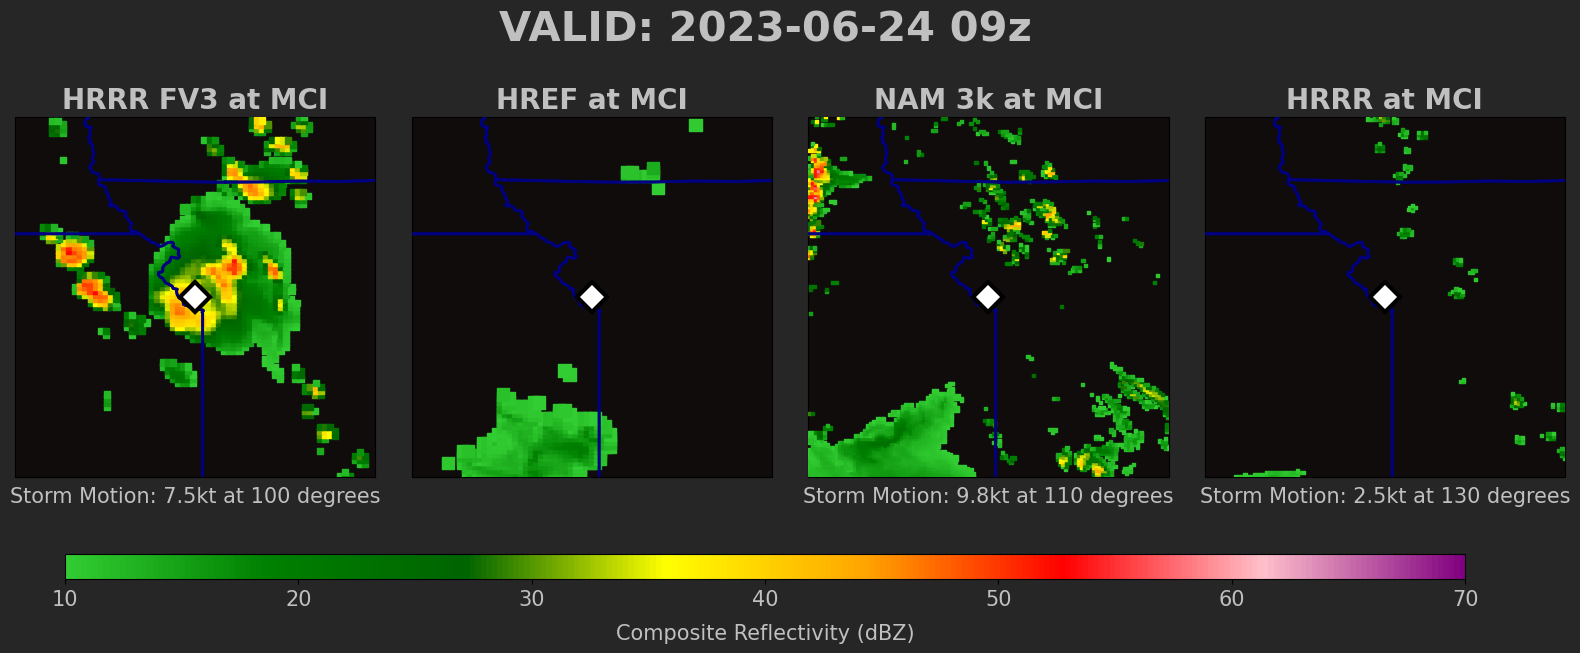 VALID: 2023-06-24 09z
HRRR FV3 at MCI
HREF at MCI
NAM 3k at MCI
HRRR at MCI
Storm Motion: 7.5kt at 100 degrees
Storm Motion: 9.8kt at 110 degrees
Storm Motion: 2.5kt at 130 degrees
10 20 30 40 50 60 70
Composite Reflectivity (dBZ)